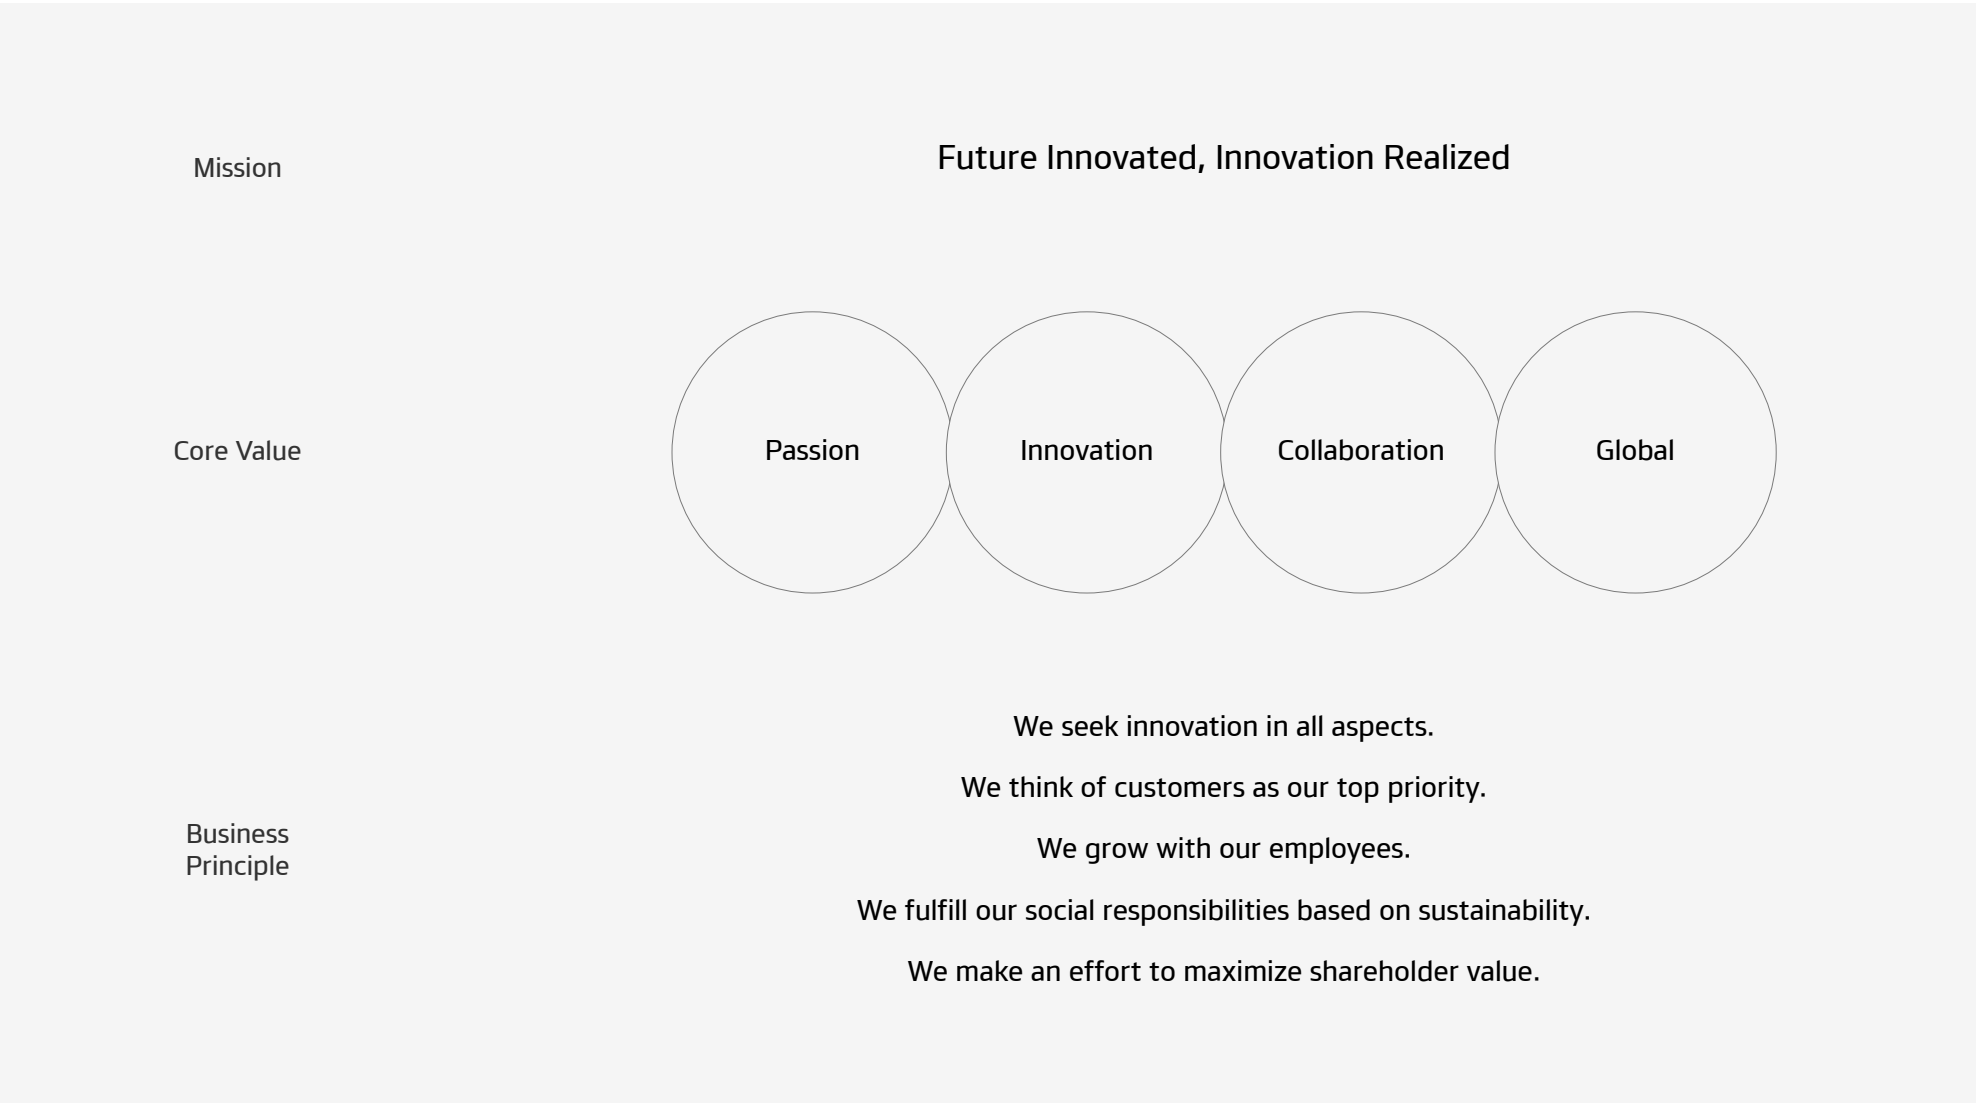 Mission
Future Innovated, Innovation Realized
Core Value
Passion
Innovation
Collaboration
Global
Business
Principle
We seek innovation in all aspects.
We think of customers as our top priority.
We grow with our employees.
We fulfill our social responsibilities based on sustainability.
We make an effort to maximize shareholder value.